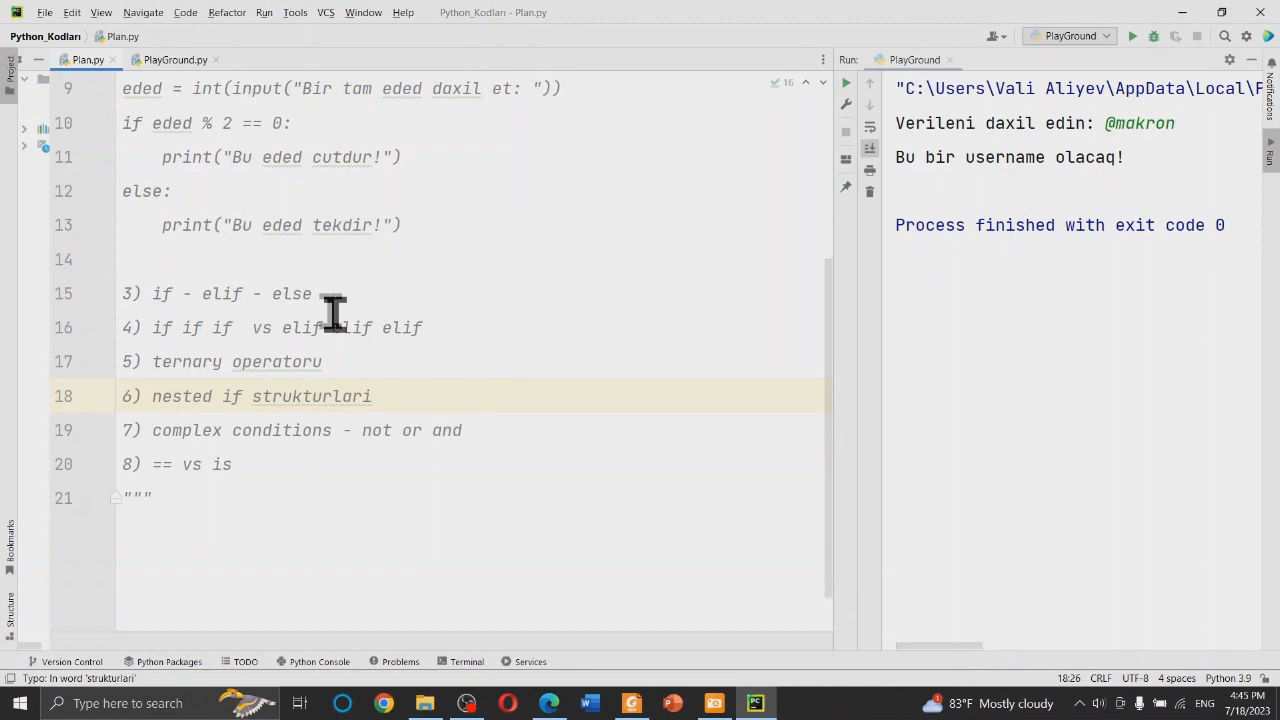 File Edit View Navigate Code Refactor Run Tools VCS Window Help Python_Kodları - Plan.py
Python_Kodları Plan.py PlayGround
Project
Plan.py PlayGround.py
Run: PlayGround
Notifications
Run
16
9 eded = int(input("Bir tam eded daxil et: "))
10 if eded % 2 == 0:
11 print("Bu eded cutdur!")
12 else:
13 print("Bu eded tekdir!")
14
15 3) if - elif - else
16 4) if if if vs elif elif elif
17 5) ternary operatoru
18 6) nested if strukturlari
19 7) complex conditions - not or and
20 8) == vs is
21 """
"C:\Users\Vali Aliyev\AppData\Local\
Verileni daxil edin: @makron
Bu bir username olacaq!
Process finished with exit code 0
Bookmarks
Structure
Version Control Python Packages TODO Python Console Problems Terminal Services
Typo: In word 'strukturlari' 18:26 CRLF UTF-8 4 spaces Python 3.9
Type here to search
83°F Mostly cloudy ENG 4:45 PM
7/18/2023